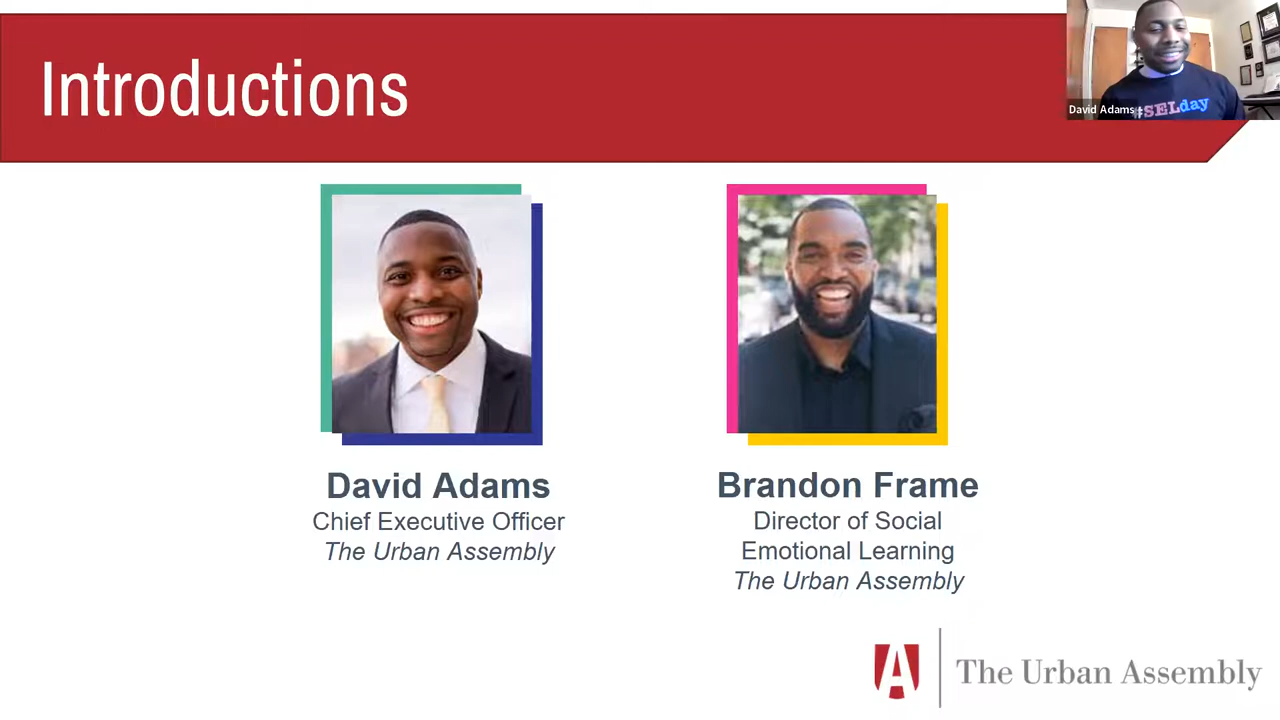 Introductions
David Adams
#SELday
David Adams
Chief Executive Officer
The Urban Assembly
Brandon Frame
Director of Social
Emotional Learning
The Urban Assembly
A
The Urban Assembly